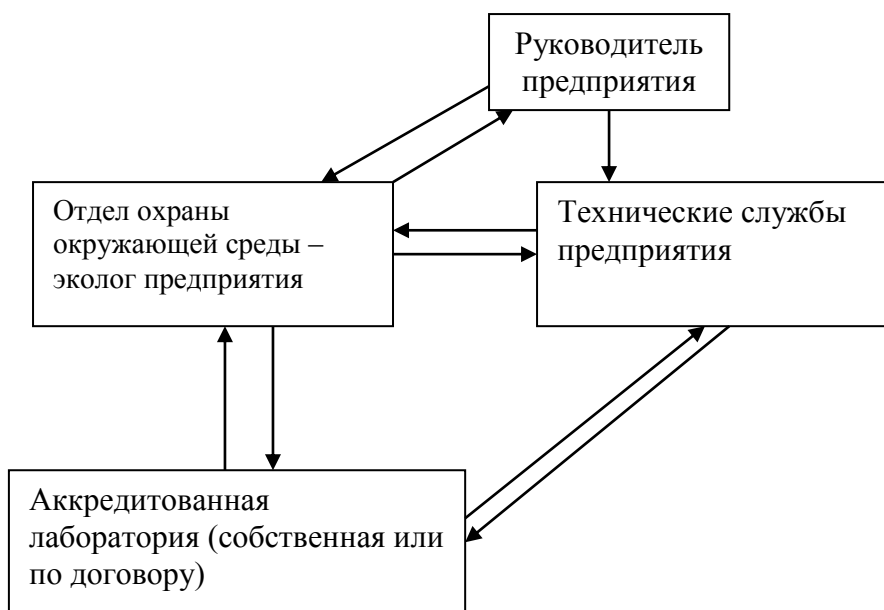 Руководитель
предприятия
Отдел охраны
окружающей среды –
эколог предприятия
Технические службы
предприятия
Аккредитованная
лаборатория (собственная или
по договору)